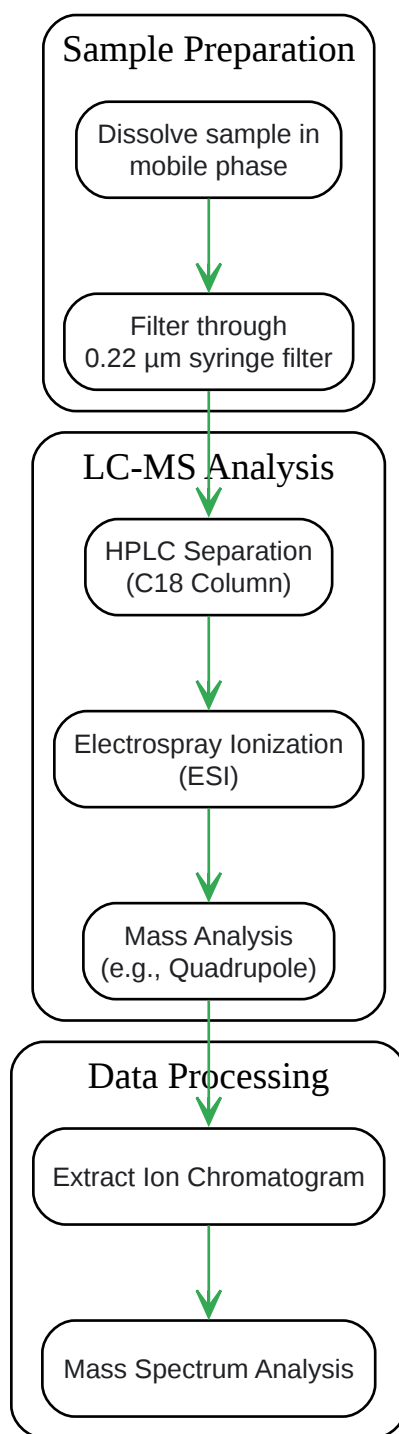 Sample Preparation
Dissolve sample in
mobile phase
Filter through
0.22 µm syringe filter
LC-MS Analysis
HPLC Separation
(C18 Column)
Electrospray Ionization
(ESI)
Mass Analysis
(e.g., Quadrupole)
Data Processing
Extract Ion Chromatogram
Mass Spectrum Analysis